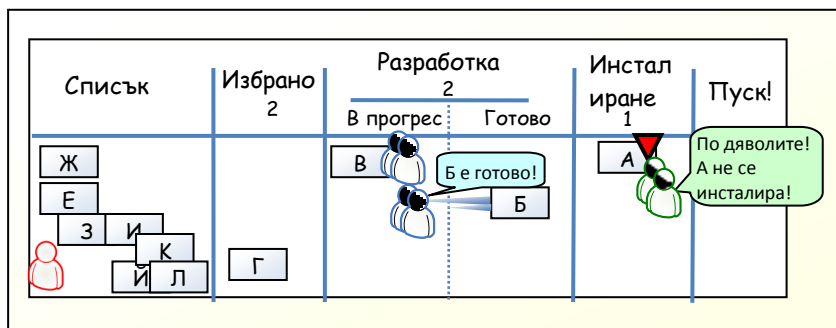 Списък
Избрано
2
Разработка
2
В прогрес
Готово
Инстал
иране
1
Пуск!
Ж
Е
З
И
К
Й
Л
Г
В
Б е готово!
Б
А
По дяволите!
А не се
инсталира!